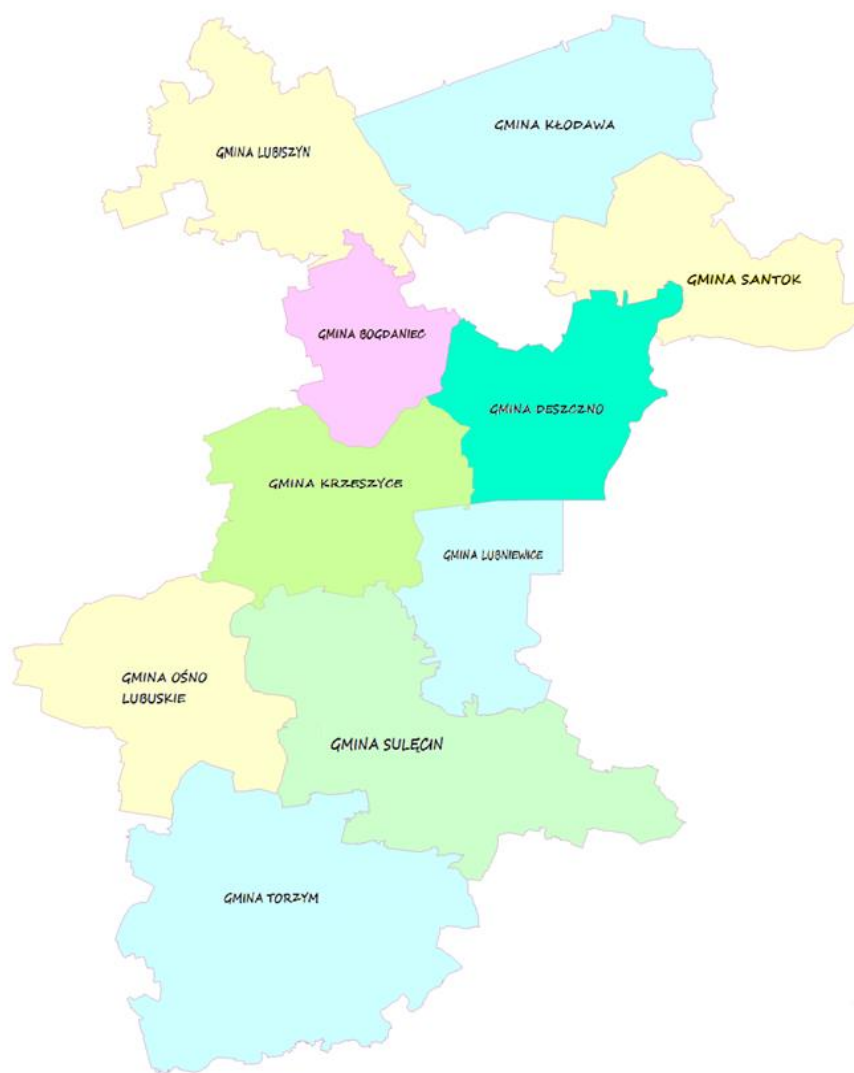 GMINA KŁODAWA
GMINA LUBISZYN
GMINA SANTOK
GMINA BOGDANIEC
GMINA DESZCZNO
GMINA KRZESZYCE
GMINA LUBNIEWICE
GMINA OŚNO
LUBUSKIE
GMINA SULĘCIN
GMINA TORZYM